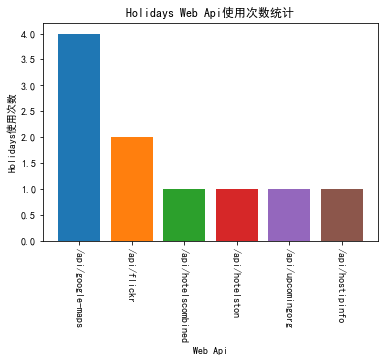 Holidays Web Api使用次数统计
Holidays使用次数
4.0
3.5
3.0
2.5
2.0
1.5
1.0
0.5
0.0
/api/google-maps
/api/flickr
/api/hotelscombined
/api/hotelston
/api/upcomingorg
/api/hostipinfo
Web Api